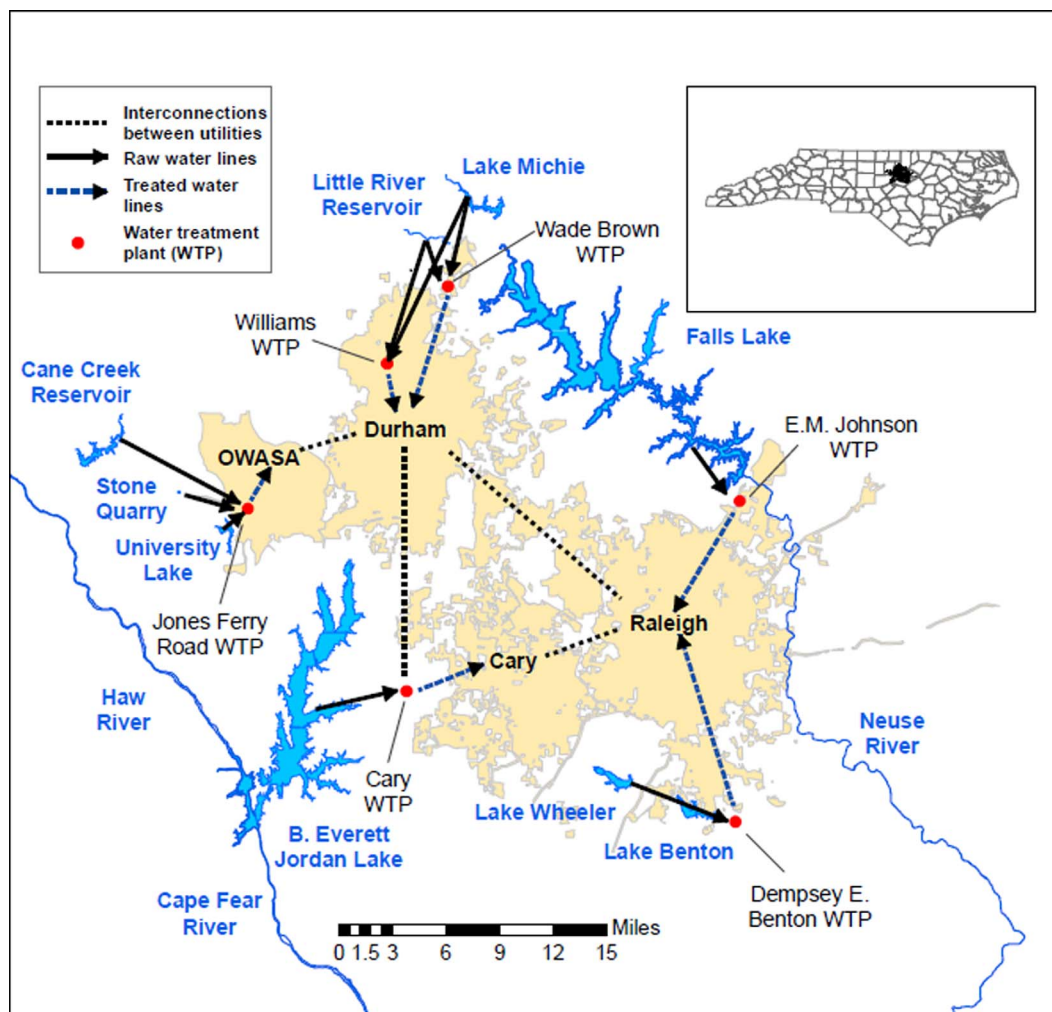 Interconnections
between utilities
Raw water lines
Treated water
lines
Water treatment
plant (WTP)
Lake Michie
Little River
Reservoir
Wade Brown
WTP
Williams
WTP
Falls Lake
Cane Creek
Reservoir
E.M. Johnson
WTP
Durham
OWASA
Stone
Quarry
University
Lake
Jones Ferry
Road WTP
Raleigh
Cary
Haw
River
Neuse
River
Cary
WTP
Lake Wheeler
B. Everett
Jordan Lake
Lake Benton
Cape Fear
River
Dempsey E.
Benton WTP
Miles
0 1.5 3 6 9 12 15